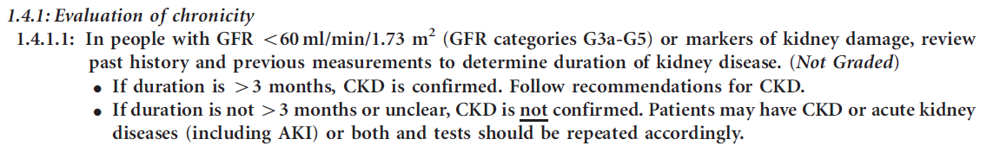 1.4.1: Evaluation of chronicity
1.4.1.1: In people with GFR <60 ml/min/1.73 m² (GFR categories G3a-G5) or markers of kidney damage, review
past history and previous measurements to determine duration of kidney disease. (Not Graded)
• If duration is >3 months, CKD is confirmed. Follow recommendations for CKD.
• If duration is not >3 months or unclear, CKD is not confirmed. Patients may have CKD or acute kidney
diseases (including AKI) or both and tests should be repeated accordingly.